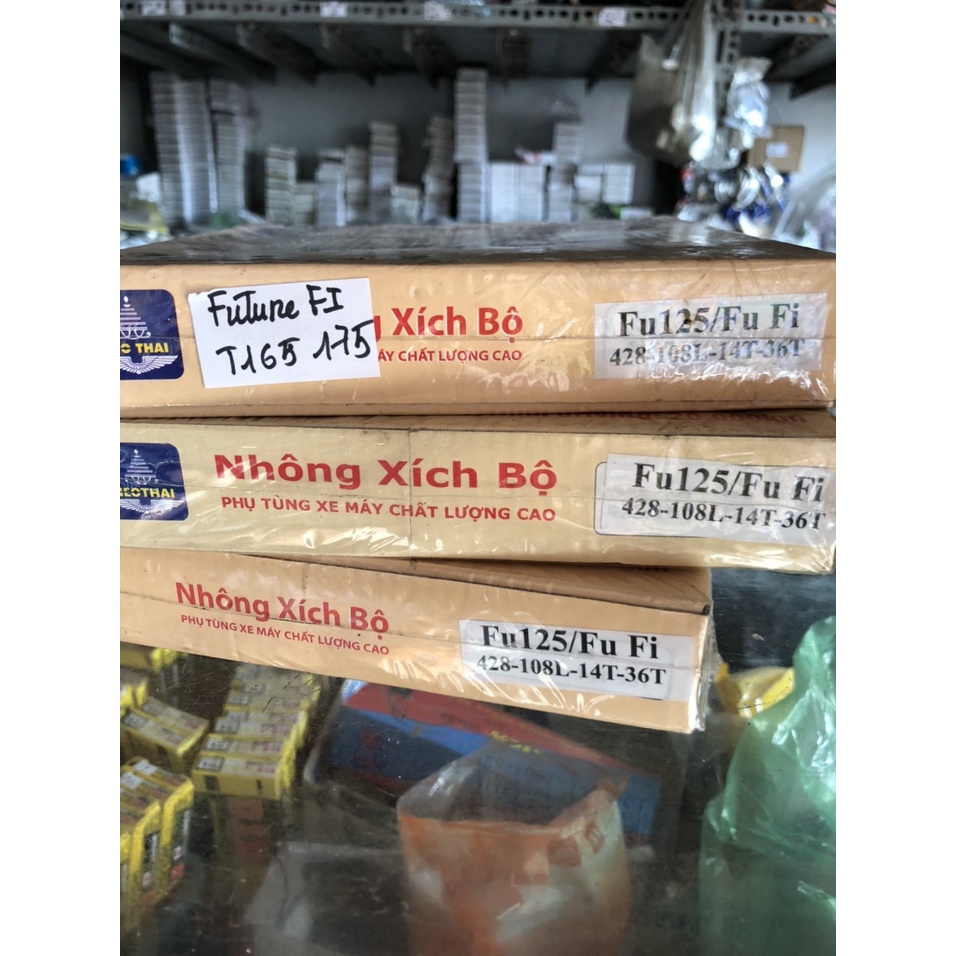 Future FI
T165 175
Xích Bộ
MÁY CHẤT LƯỢNG CAO
Fu125/Fu Fi
428-108L-14T-36T
THAI
NEOTHAI
Nhông Xích Bộ
PHỤ TÙNG XE MÁY CHẤT LƯỢNG CAO
Fu125/Fu Fi
428-108L-14T-36T
Nhông Xích Bộ
PHỤ TÙNG XE MÁY CHẤT LƯỢNG CAO
Fu125/Fu Fi
428-108L-14T-36T